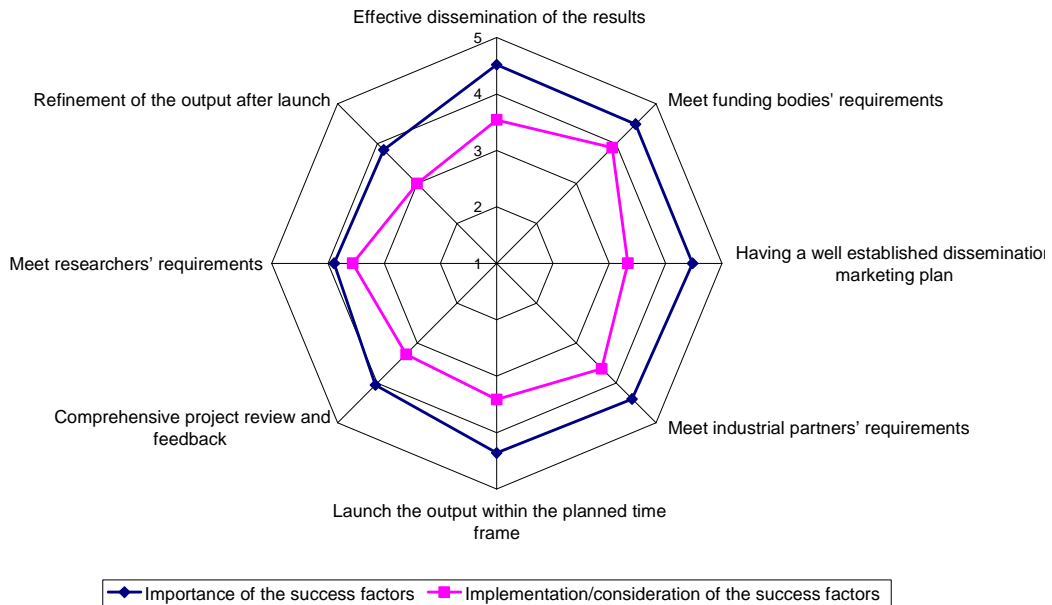 Effective dissemination of the results
5
Refinement of the output after launch
4
Meet funding bodies' requirements
3
2
Meet researchers' requirements
1
Having a well established dissemination
marketing plan
Comprehensive project review and
feedback
Meet industrial partners' requirements
Launch the output within the planned time
frame
Importance of the success factors
Implementation/consideration of the success factors